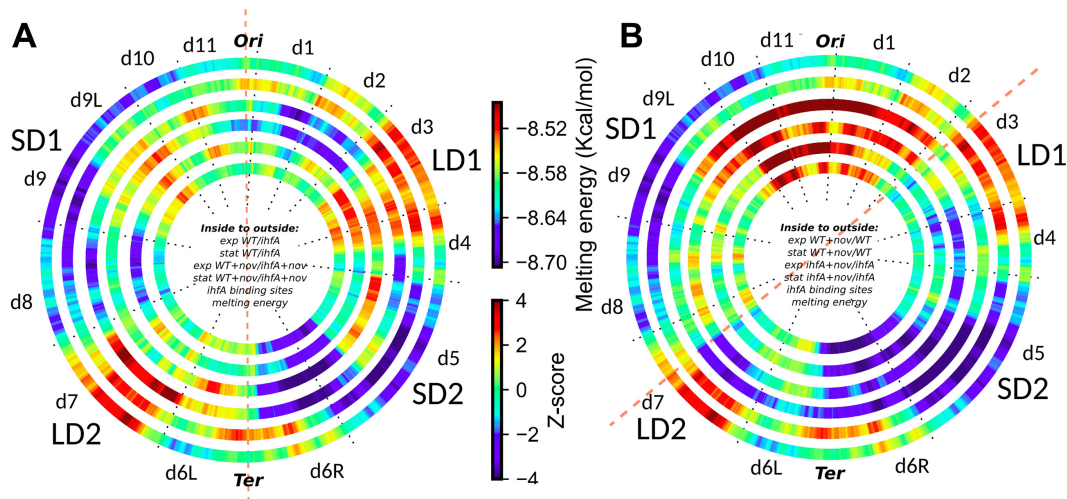 A
Ori
d1
d2
d3
LD1
d4
d5
SD2
d6R
Ter
d6L
d7
LD2
d8
d9
SD1
d9L
d10
d11
Inside to outside:
exp WT/ihfA
stat WT/ihfA
exp WT+nov/ihfA+nov
stat WT+nov/ihfA+nov
ihfA binding sites
melting energy
−8.52
−8.58
−8.64
−8.70
Melting energy (Kcal/mol)
4
2
0
−2
−4
Z-score
B
Ori
d1
d2
d3
LD1
d4
d5
SD2
d6R
Ter
d6L
d7
LD2
d8
d9
SD1
d9L
d10
d11
Inside to outside:
exp WT+nov/WT
stat WT+nov/WT
exp ihfA+nov/ihfA
stat ihfA+nov/ihfA
ihfA binding sites
melting energy